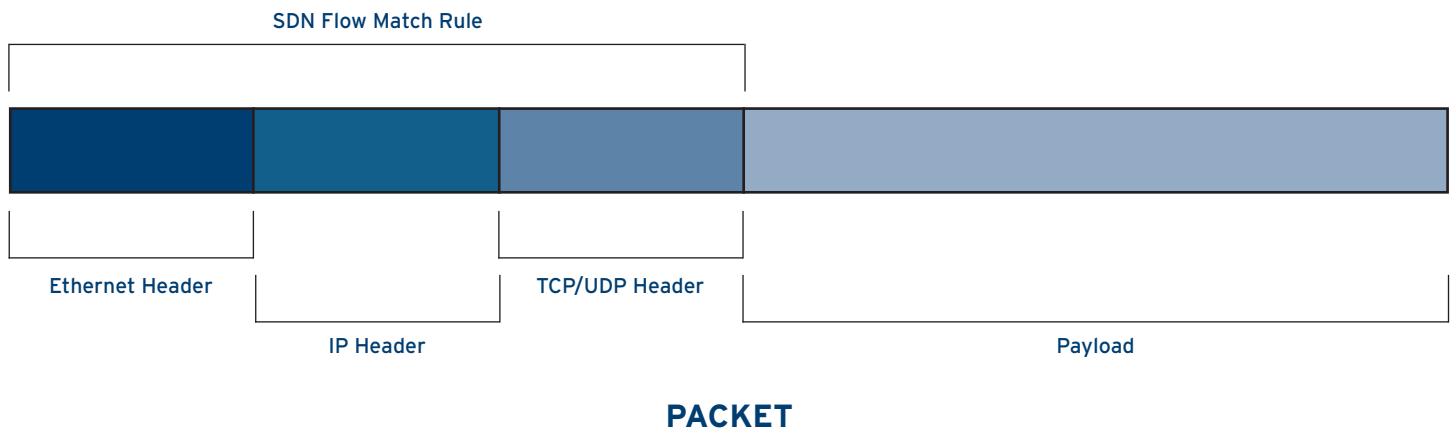 SDN Flow Match Rule
Ethernet Header
TCP/UDP Header
IP Header
Payload
PACKET